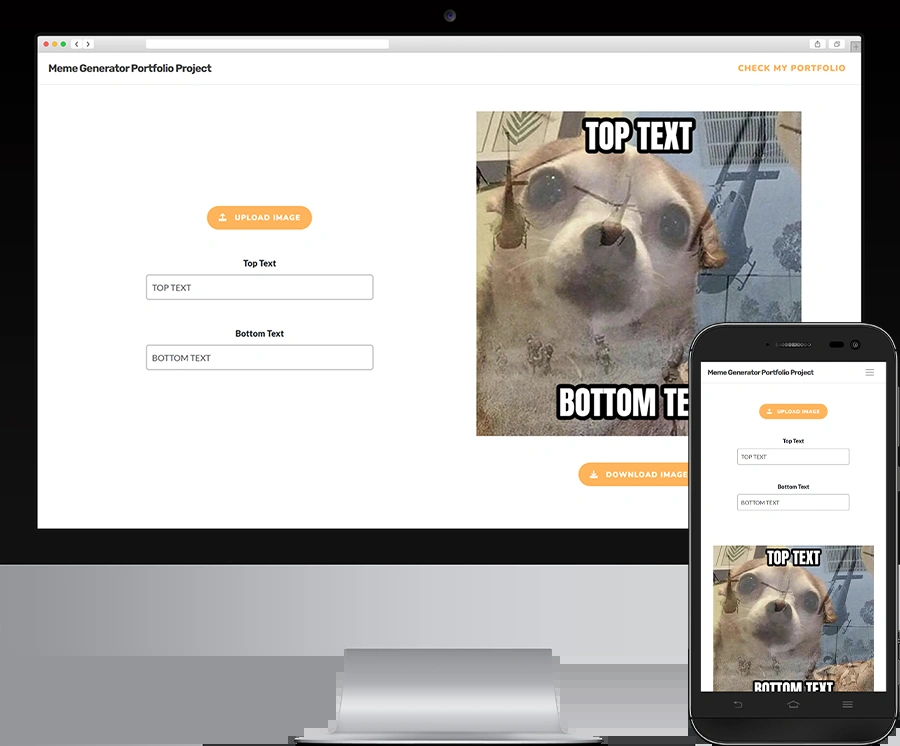 Meme Generator Portfolio Project
CHECK MY PORTFOLIO
UPLOAD IMAGE
Top Text
TOP TEXT
Bottom Text
BOTTOM TEXT
TOP TEXT
BOTTOM TE
DOWNLOAD IMAGE
Meme Generator Portfolio Project
UPLOAD IMAGE
Top Text
TOP TEXT
Bottom Text
BOTTOM TEXT
TOP TEXT
BOTTOM TEXT